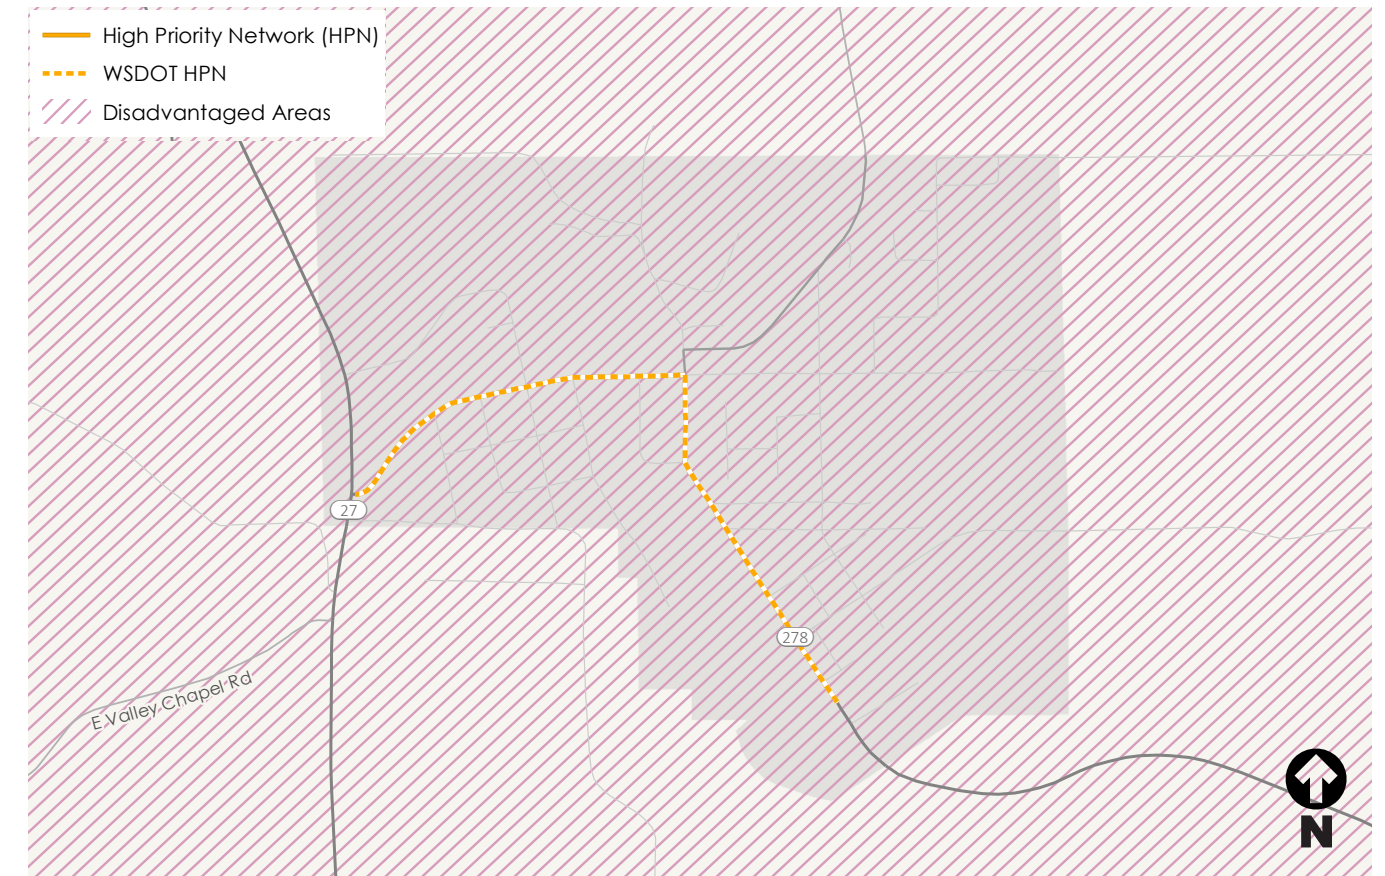 High Priority Network (HPN)
WSDOT HPN
Disadvantaged Areas
27
278
E Valley Chapel Rd
N